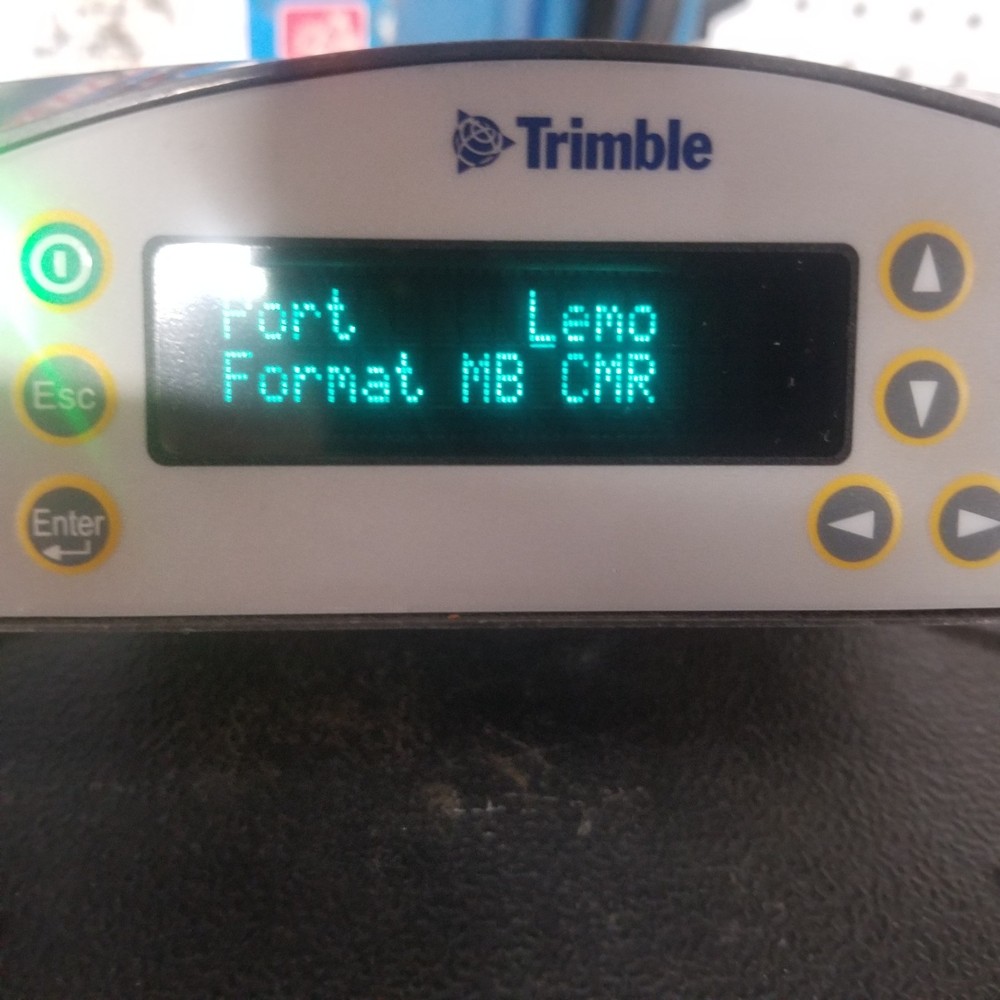 Trimble
Port Lemo
Format MB CMR
Esc
Enter